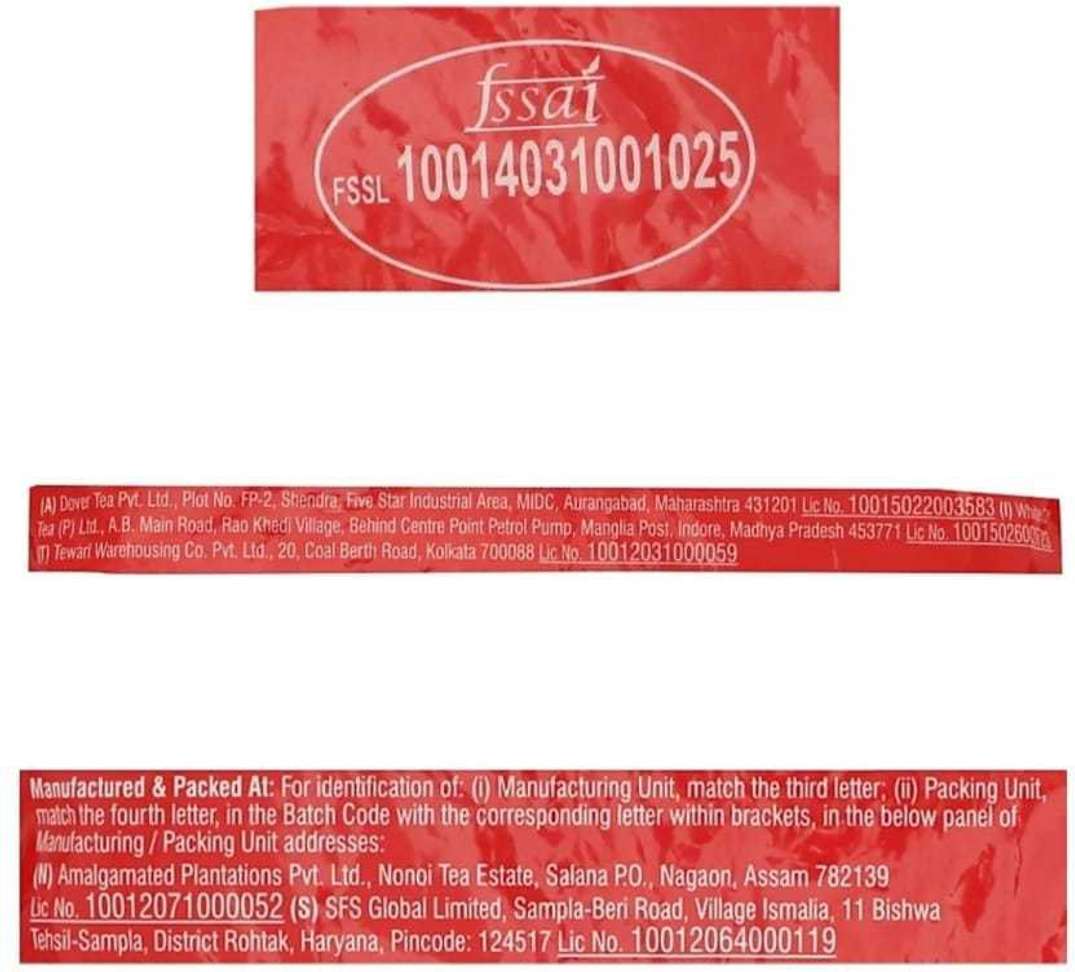 fssai
FSSL 10014031001025
(A) Dover Tea Pvt. Ltd., Plot No. FP-2, Shendra, Five Star Industrial Area, MIDC, Aurangabad, Maharashtra 431201 Lic No. 10015022003583 (I)
Tea (P) Ltd., A.B. Main Road, Rao Khedi Village, Behind Centre Point Petrol Pump, Manglia Post, Indore, Madhya Pradesh 453771 Lic No.
(T) Tewari Warehousing Co. Pvt. Ltd., 20, Coal Berth Road, Kolkata 700088 Lic No. 10012031000059
Manufactured & Packed At: For identification of: (i) Manufacturing Unit, match the third letter; (ii) Packing Unit,
match the fourth letter, in the Batch Code with the corresponding letter within brackets, in the below panel of
Manufacturing / Packing Unit addresses:
(N) Amalgamated Plantations Pvt. Ltd., Nonoi Tea Estate, Salana P.O., Nagaon, Assam 782139
Lic No. 10012071000052 (S) SFS Global Limited, Sampla-Beri Road, Village Ismalia, 11 Bishwa
Tehsil-Sampla, District Rohtak, Haryana, Pincode: 124517 Lic No. 10012064000119